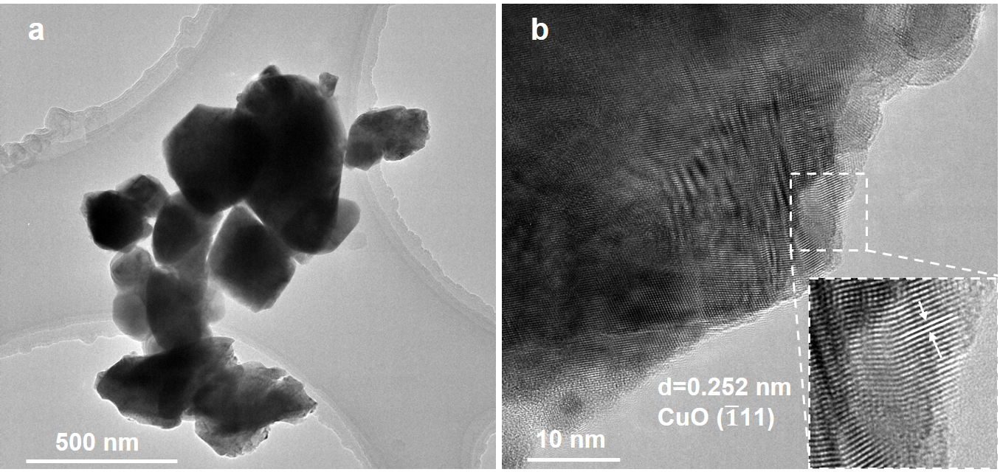 a
500 nm
b
d=0.252 nm
CuO (1̅11)
10 nm